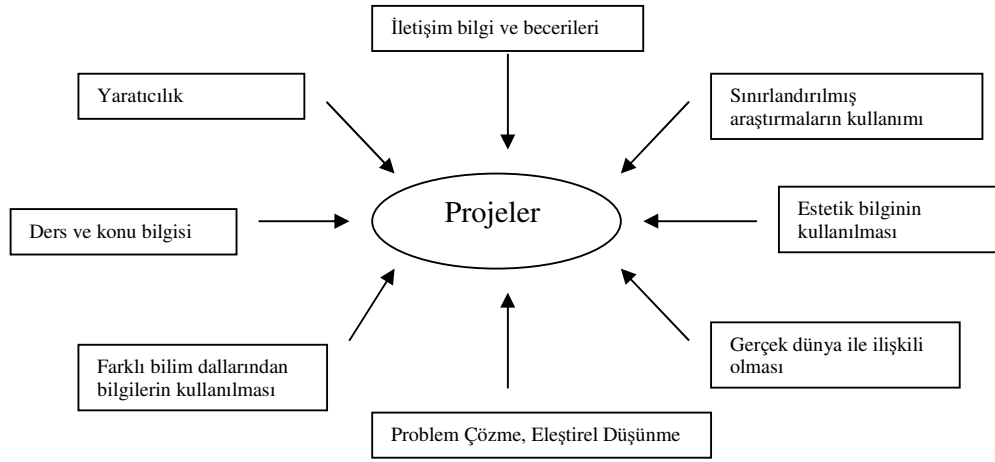 İletişim bilgi ve becerileri
Yaratıcılık
Sınırlandırılmış
araştırmaların kullanımı
Projeler
Ders ve konu bilgisi
Estetik bilginin
kullanılması
Farklı bilim dallarından
bilgilerin kullanılması
Gerçek dünya ile ilişkili
olması
Problem Çözme, Eleştirel Düşünme